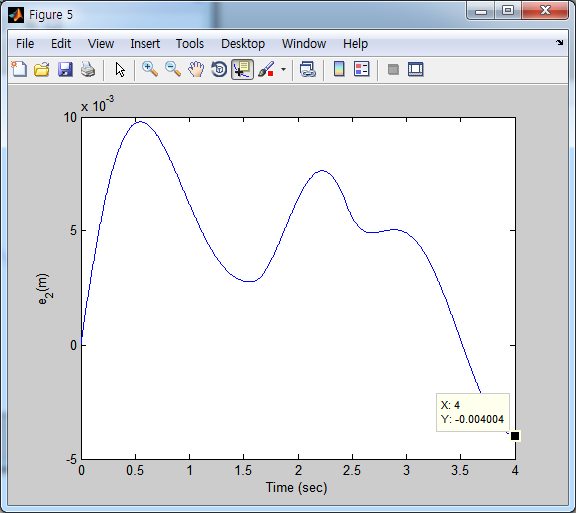 Figure 5
File Edit View Insert Tools Desktop Window Help
x 10^-3
10
5
0
-5
e_2(m)
X: 4
Y: -0.004004
0 0.5 1 1.5 2 2.5 3 3.5 4
Time (sec)